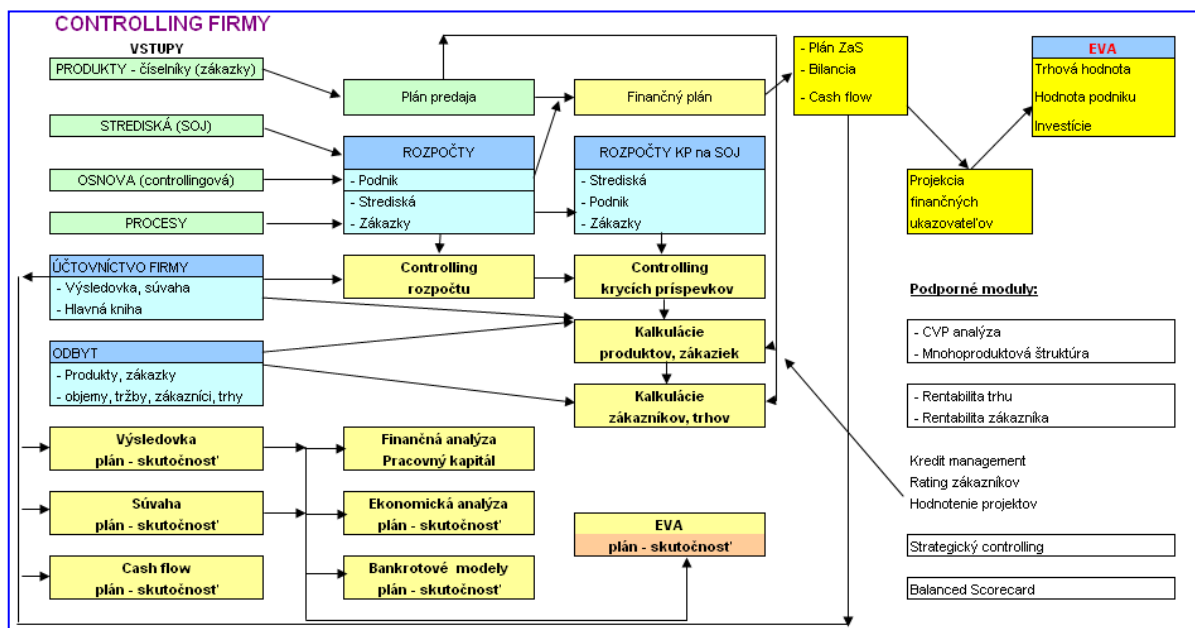 CONTROLLING FIRMY
VSTUPY
PRODUKTY - číselníky (zákazky)
STREDISKÁ (SOJ)
OSNOVA (controllingová)
PROCESY
Plán predaja
Finančný plán
- Plán ZaS
- Bilancia
- Cash flow
EVA
Trhová hodnota
Hodnota podniku
Investície
ROZPOČTY
- Podnik
- Strediská
- Zákazky
ROZPOČTY KP na SOJ
- Strediská
- Podnik
- Zákazky
Projekcia
finančných
ukazovateľov
ÚČTOVNÍCTVO FIRMY
- Výsledovka, súvaha
- Hlavná kniha
Controlling
rozpočtu
Controlling
krycích príspevkov
ODBYT
- Produkty, zákazky
- objemy, tržby, zákazníci, trhy
Kalkulácie
produktov, zákaziek
Kalkulácie
zákazníkov, trhov
Podporné moduly:
- CVP analýza
- Mnohoproduktová štruktúra
- Rentabilita trhu
- Rentabilita zákazníka
Kredit management
Rating zákazníkov
Hodnotenie projektov
Strategický controlling
Balanced Scorecard
Výsledovka
plán - skutočnosť
Finančná analýza
Pracovný kapitál
Súvaha
plán - skutočnosť
Ekonomická analýza
plán - skutočnosť
EVA
plán - skutočnosť
Cash flow
plán - skutočnosť
Bankrotové modely
plán - skutočnosť